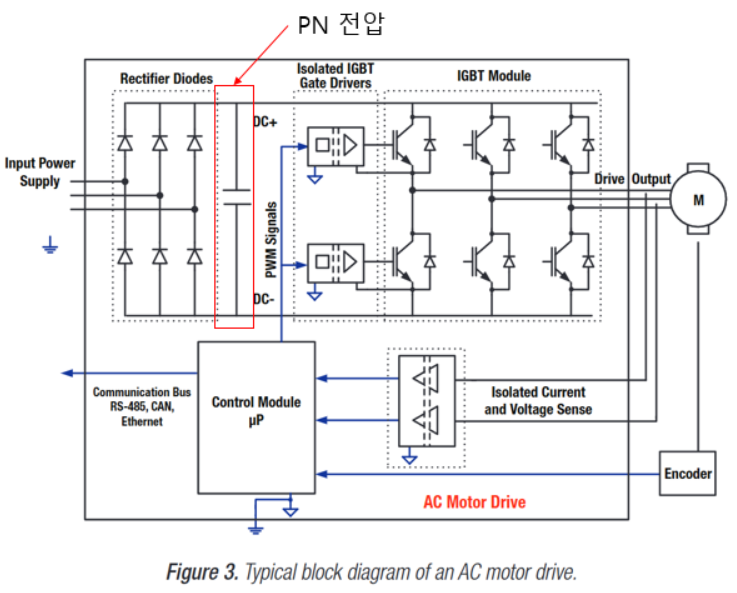 PN 전압
Rectifier Diodes
Isolated IGBT
Gate Drivers
IGBT Module
DC+
Input Power
Supply
Drive Output
M
PWM Signals
DC-
Communication Bus
RS-485, CAN,
Ethernet
Control Module
µP
Isolated Current
and Voltage Sense
Encoder
AC Motor Drive
Figure 3. Typical block diagram of an AC motor drive.